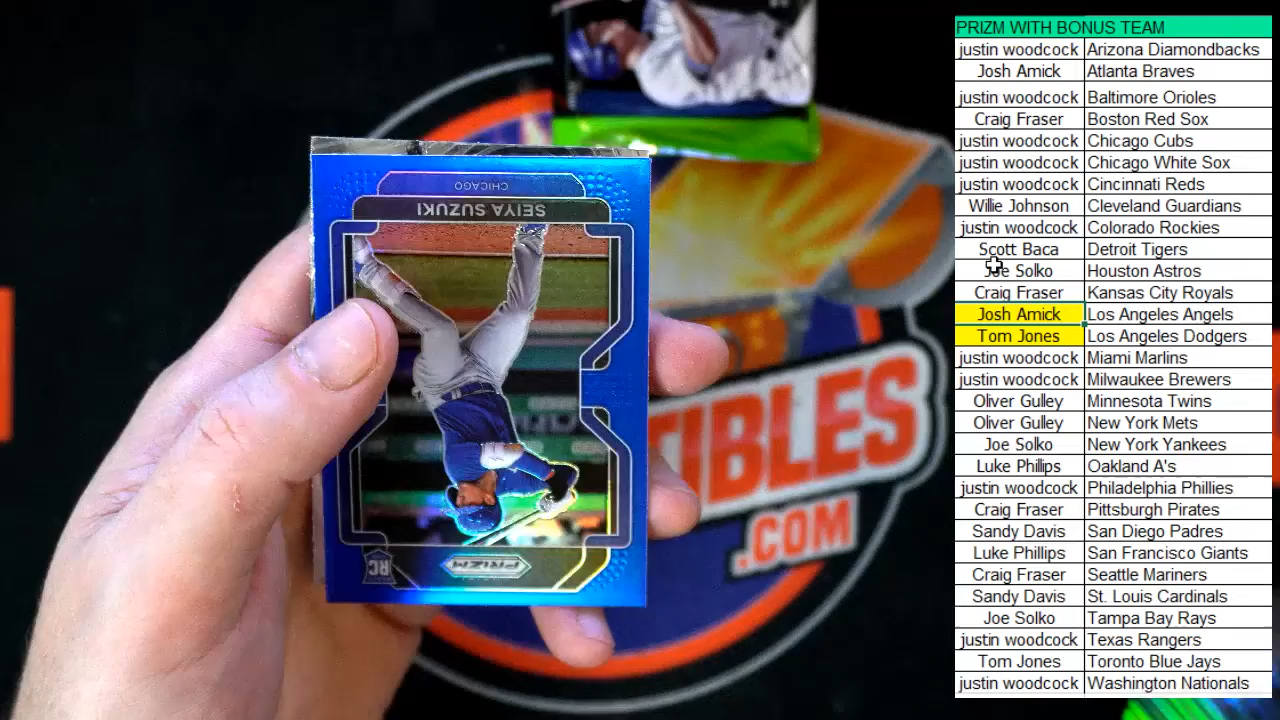 CHICAGO
SEIYA SUZUKI
PRIZM
RC
TIBLES
.COM
PRIZM WITH BONUS TEAM
justin woodcock Arizona Diamondbacks
Josh Amick Atlanta Braves
justin woodcock Baltimore Orioles
Craig Fraser Boston Red Sox
justin woodcock Chicago Cubs
justin woodcock Chicago White Sox
justin woodcock Cincinnati Reds
Willie Johnson Cleveland Guardians
justin woodcock Colorado Rockies
Scott Baca Detroit Tigers
Joe Solko Houston Astros
Craig Fraser Kansas City Royals
Josh Amick Los Angeles Angels
Tom Jones Los Angeles Dodgers
justin woodcock Miami Marlins
justin woodcock Milwaukee Brewers
Oliver Gulley Minnesota Twins
Oliver Gulley New York Mets
Joe Solko New York Yankees
Luke Phillips Oakland A's
justin woodcock Philadelphia Phillies
Craig Fraser Pittsburgh Pirates
Sandy Davis San Diego Padres
Luke Phillips San Francisco Giants
Craig Fraser Seattle Mariners
Sandy Davis St. Louis Cardinals
Joe Solko Tampa Bay Rays
justin woodcock Texas Rangers
Tom Jones Toronto Blue Jays
justin woodcock Washington Nationals